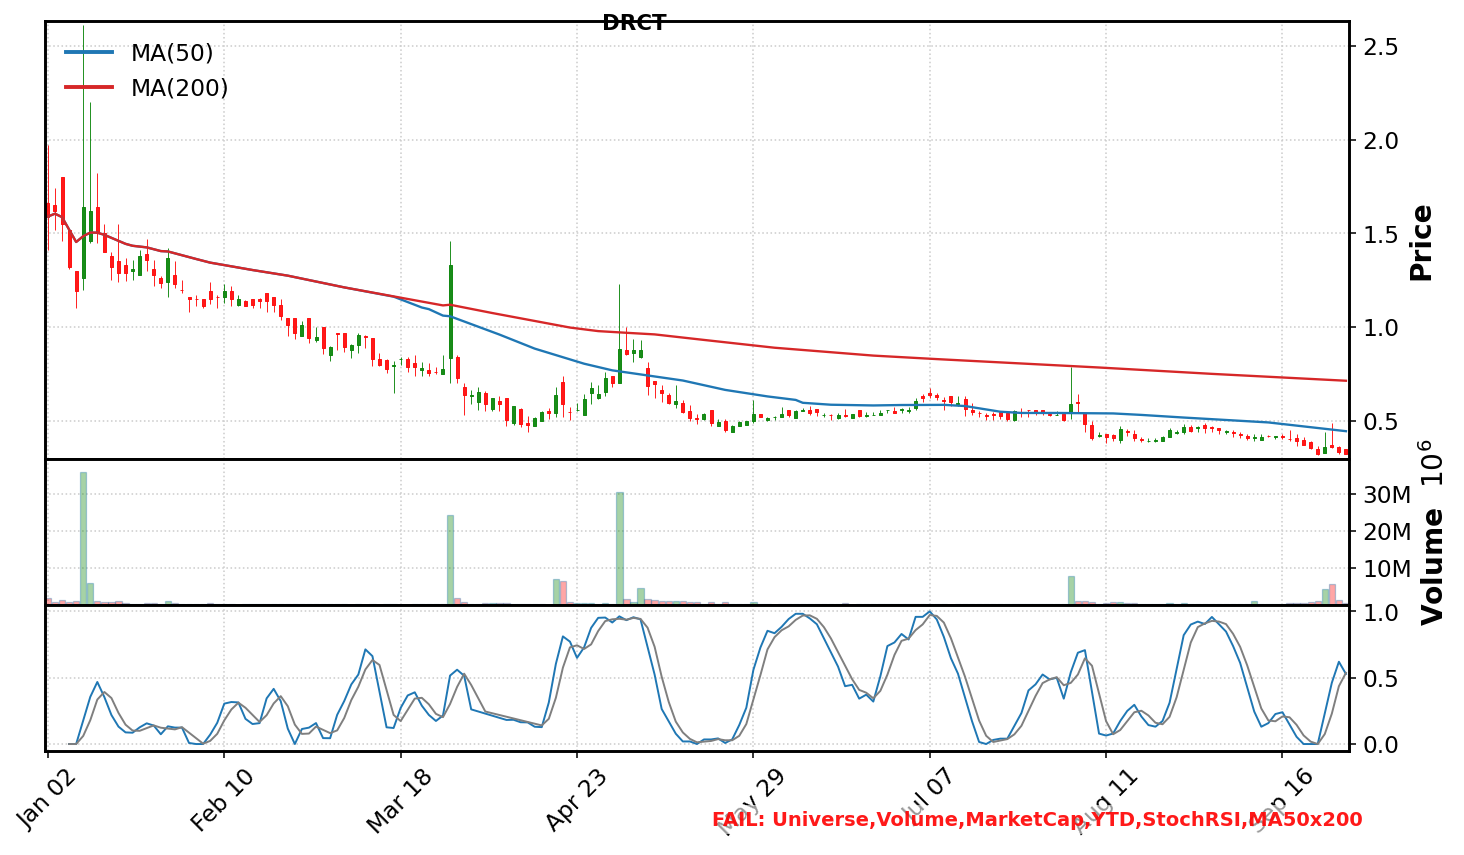 DRCT
MA(50)
MA(200)
2.5
2.0
1.5
1.0
0.5
Price
10^6
30M
20M
10M
Volume
1.0
0.5
0.0
Jan 02
Feb 10
Mar 18
Apr 23
May 29
Jul 07
Aug 11
Sep 16
FAIL: Universe,Volume,MarketCap,YTD,StochRSI,MA50x200